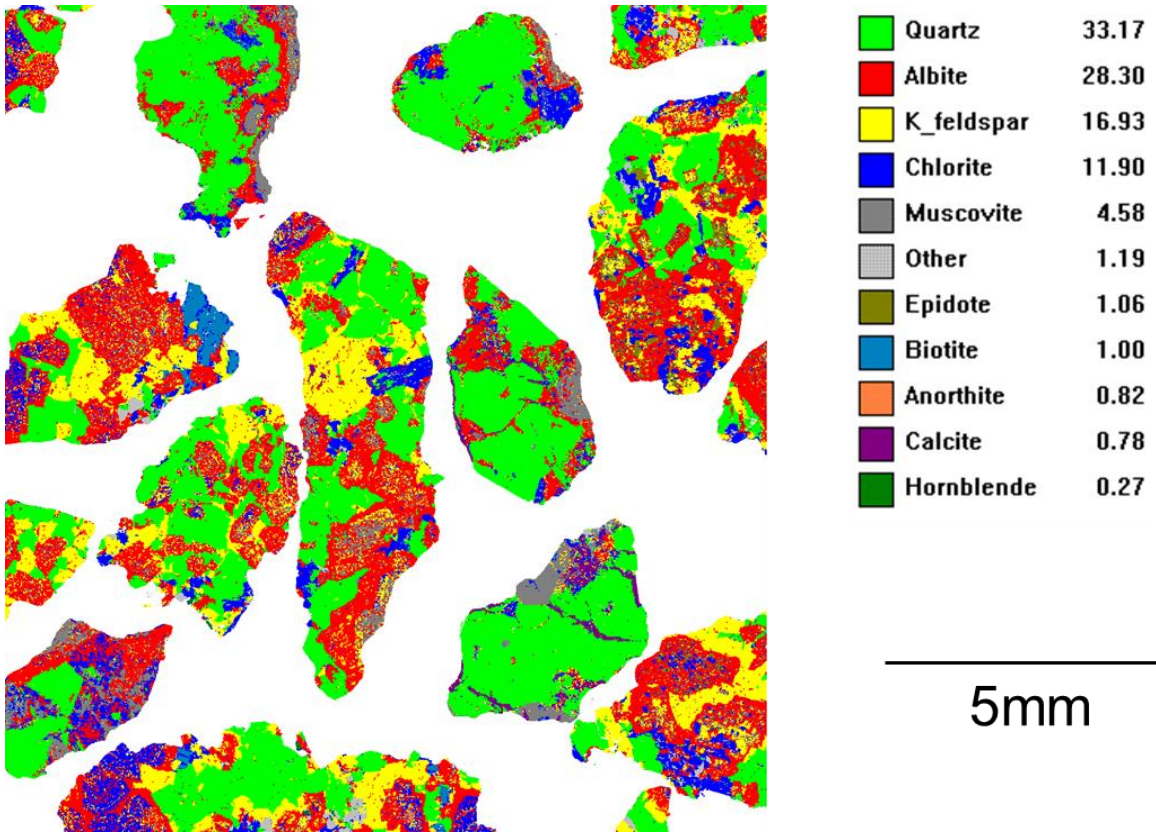 Quartz 33.17
Albite 28.30
K_feldspar 16.93
Chlorite 11.90
Muscovite 4.58
Other 1.19
Epidote 1.06
Biotite 1.00
Anorthite 0.82
Calcite 0.78
Hornblende 0.27
5mm